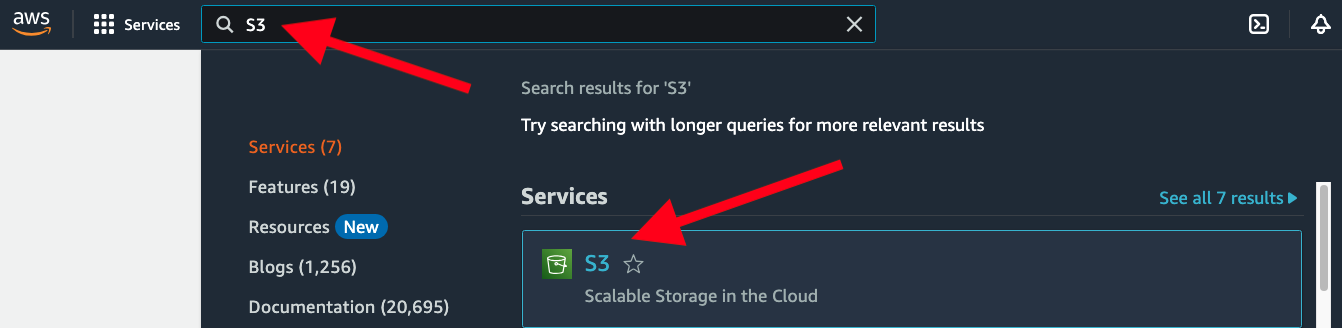 aws
Services
S3
Search results for 'S3'
Try searching with longer queries for more relevant results
Services (7)
Features (19)
Resources New
Blogs (1,256)
Documentation (20,695)
Services
See all 7 results
S3
Scalable Storage in the Cloud